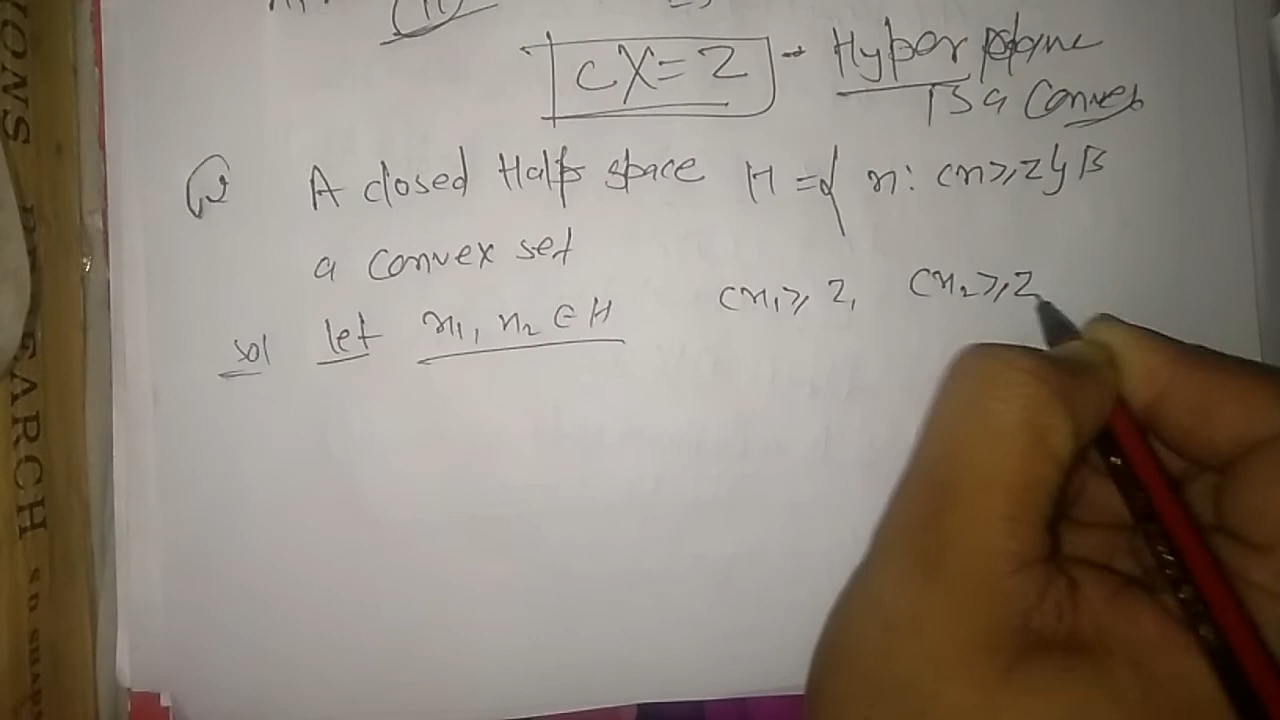 CX = Z → Hyper plane
is a Convex
Q A closed Half space H = { x: cx ≥ z } is
a convex set
sol let x₁, x₂ ∈ H cx₁ ≥ z, cx₂ ≥ z